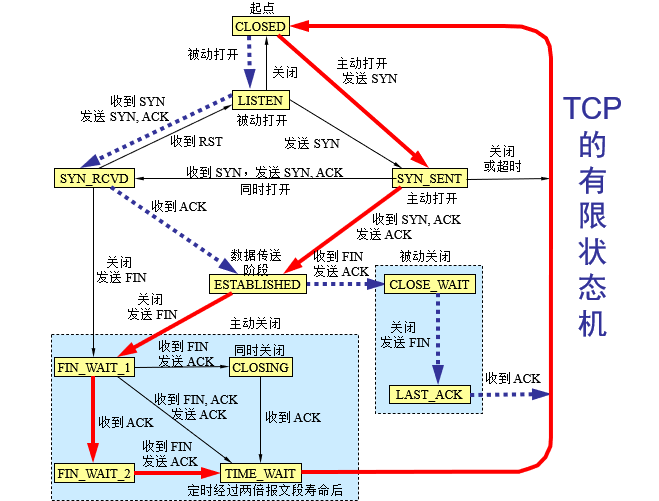 起点
CLOSED
被动打开
关闭
主动打开
发送 SYN
LISTEN
被动打开
收到 SYN
发送 SYN, ACK
收到 RST
发送 SYN
TCP
的
有
限
状
态
机
SYN_RCVD
收到 SYN，发送 SYN, ACK
同时打开
SYN_SENT
主动打开
关闭
或超时
收到 ACK
收到 SYN, ACK
发送 ACK
数据传送
阶段
ESTABLISHED
收到 FIN
发送 ACK
被动关闭
CLOSE_WAIT
关闭
发送 FIN
关闭
发送 FIN
关闭
发送 FIN
LAST_ACK
收到 ACK
主动关闭
FIN_WAIT_1
收到 FIN
发送 ACK
同时关闭
CLOSING
收到 ACK
收到 FIN, ACK
发送 ACK
收到 ACK
FIN_WAIT_2
收到 FIN
发送 ACK
TIME_WAIT
定时经过两倍报文段寿命后